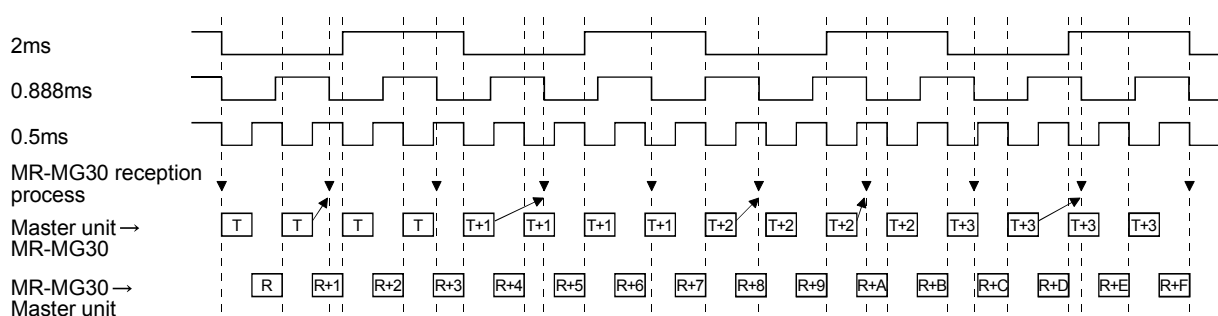 2ms
0.888ms
0.5ms
MR-MG30 reception
process
Master unit →
MR-MG30
T T T T T+1 T+1 T+1 T+1 T+2 T+2 T+2 T+2 T+3 T+3 T+3 T+3
MR-MG30 →
Master unit
R R+1 R+2 R+3 R+4 R+5 R+6 R+7 R+8 R+9 R+A R+B R+C R+D R+E R+F